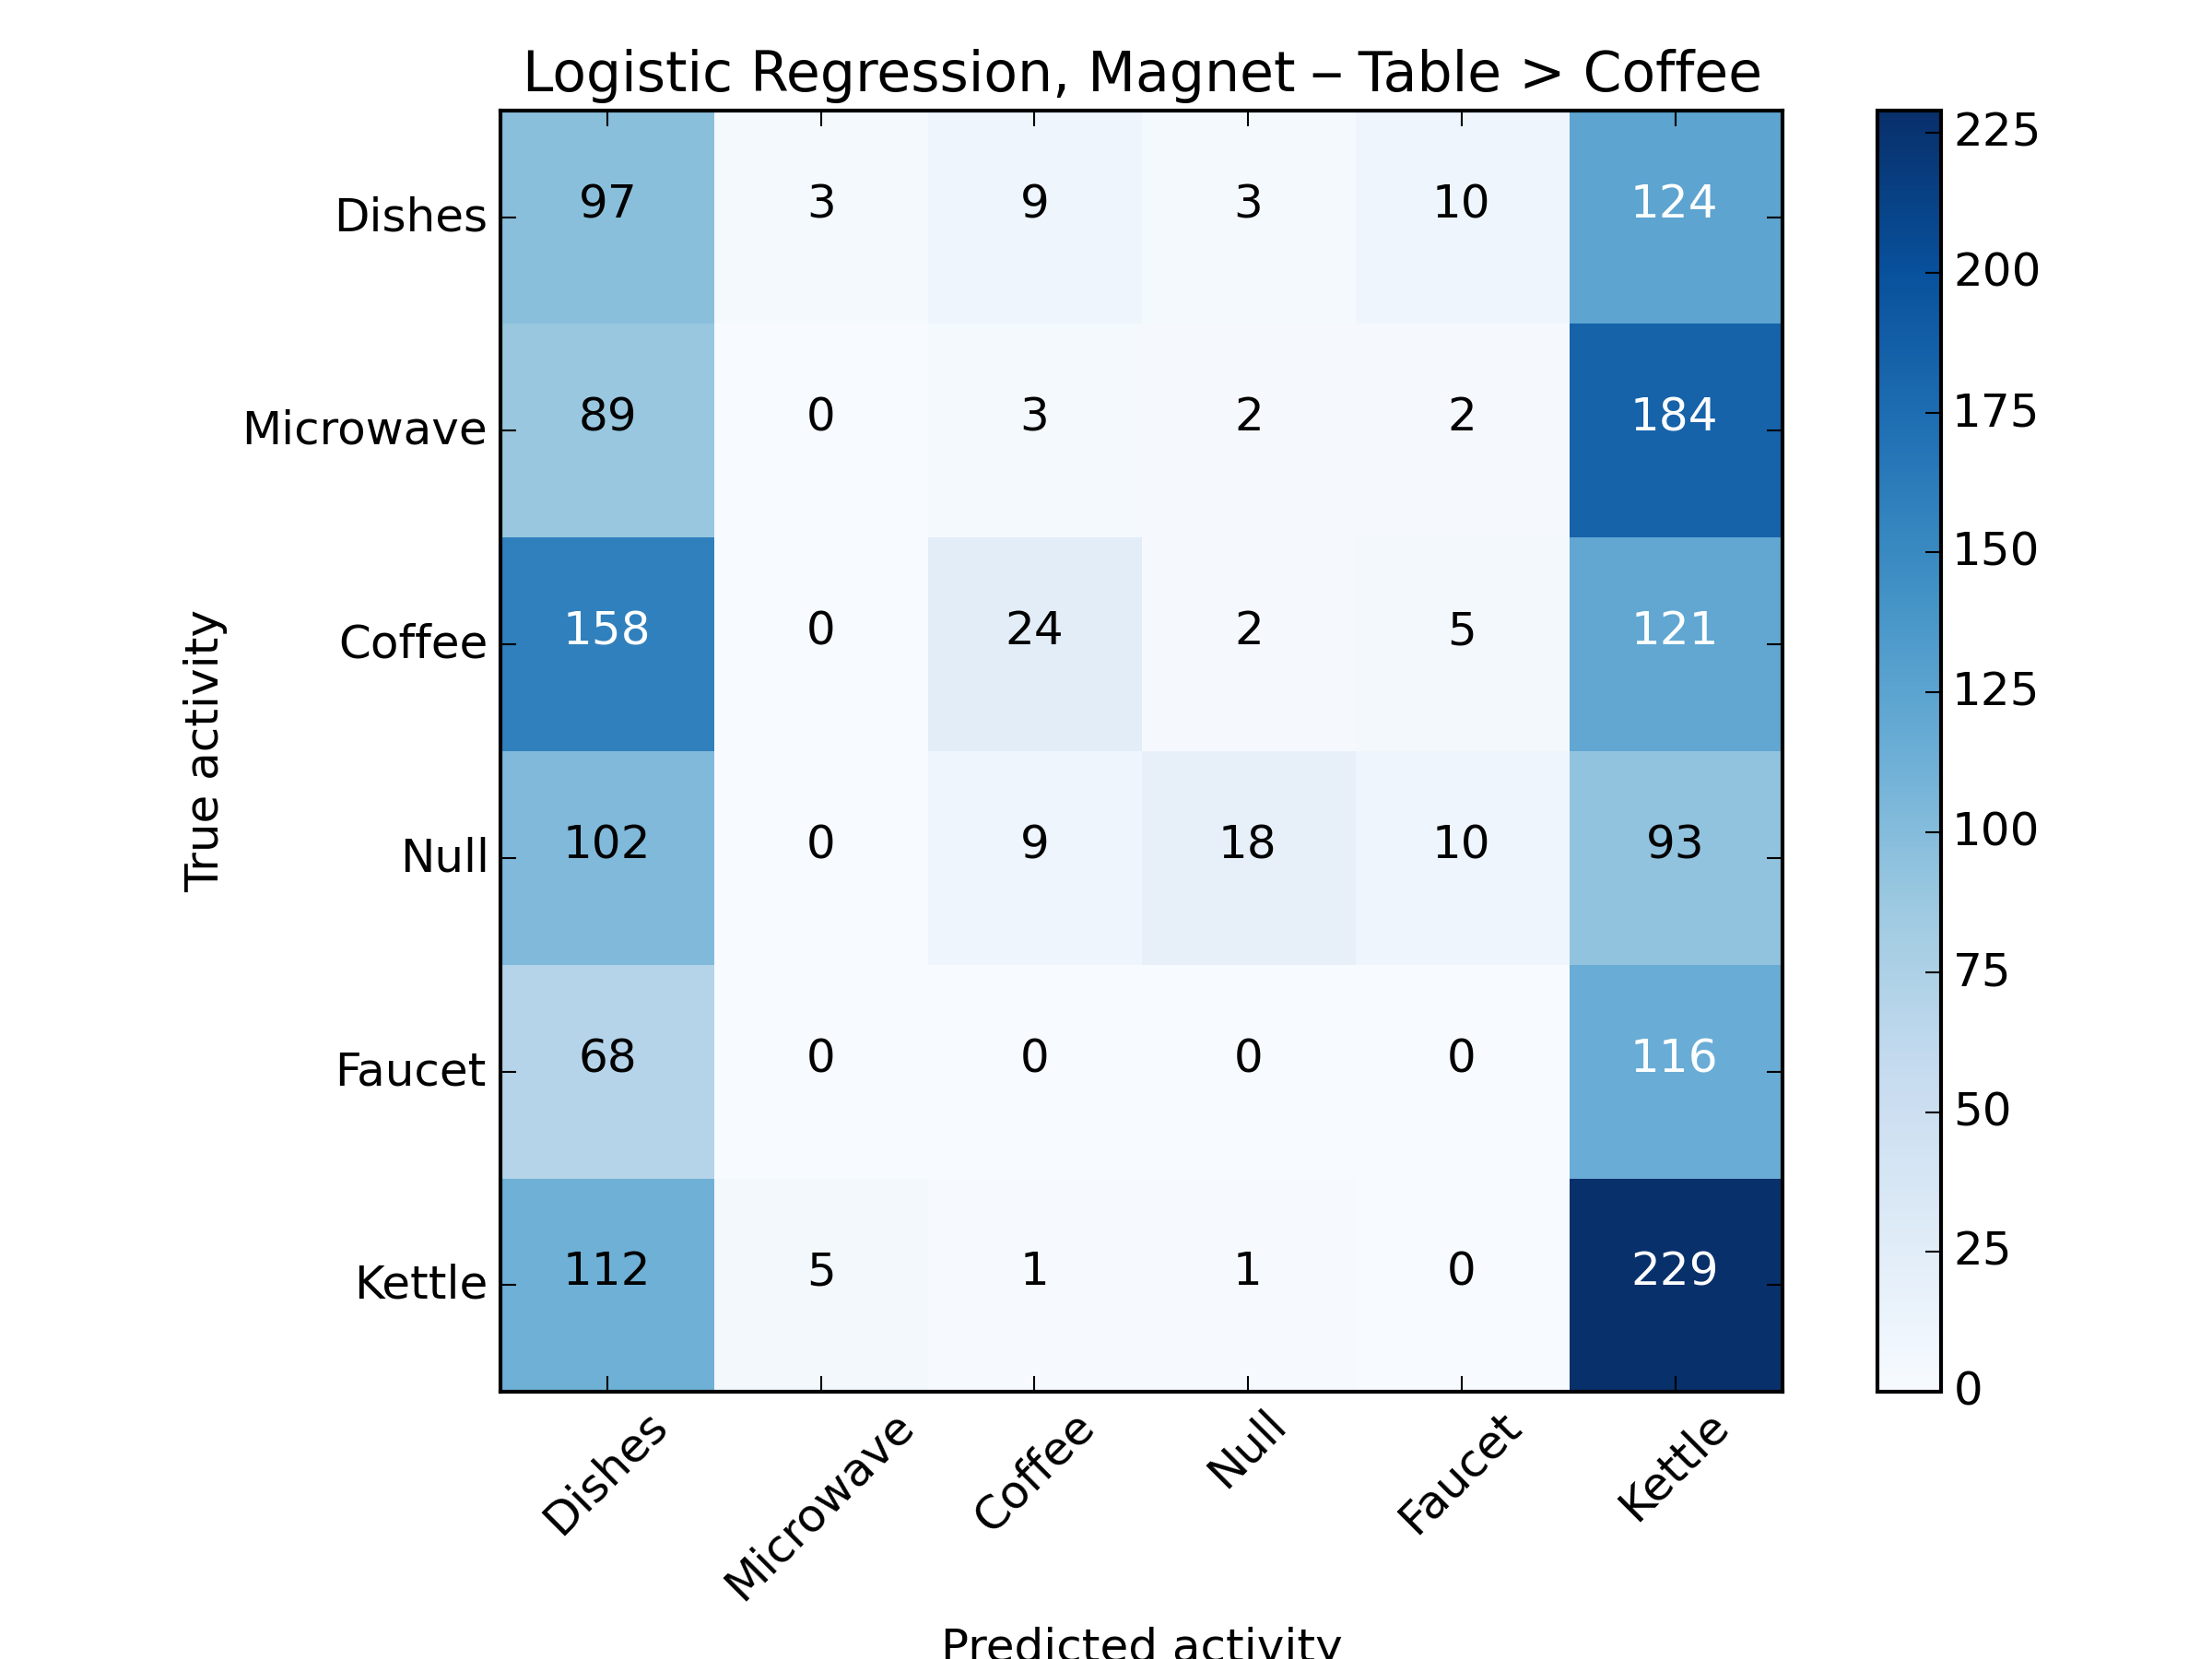 Logistic Regression, Magnet – Table > Coffee
Dishes 97 3 9 3 10 124
Microwave 89 0 3 2 2 184
Coffee 158 0 24 2 5 121
Null 102 0 9 18 10 93
Faucet 68 0 0 0 0 116
Kettle 112 5 1 1 0 229
True activity
Dishes Microwave Coffee Null Faucet Kettle
Predicted activity
225
200
175
150
125
100
75
50
25
0